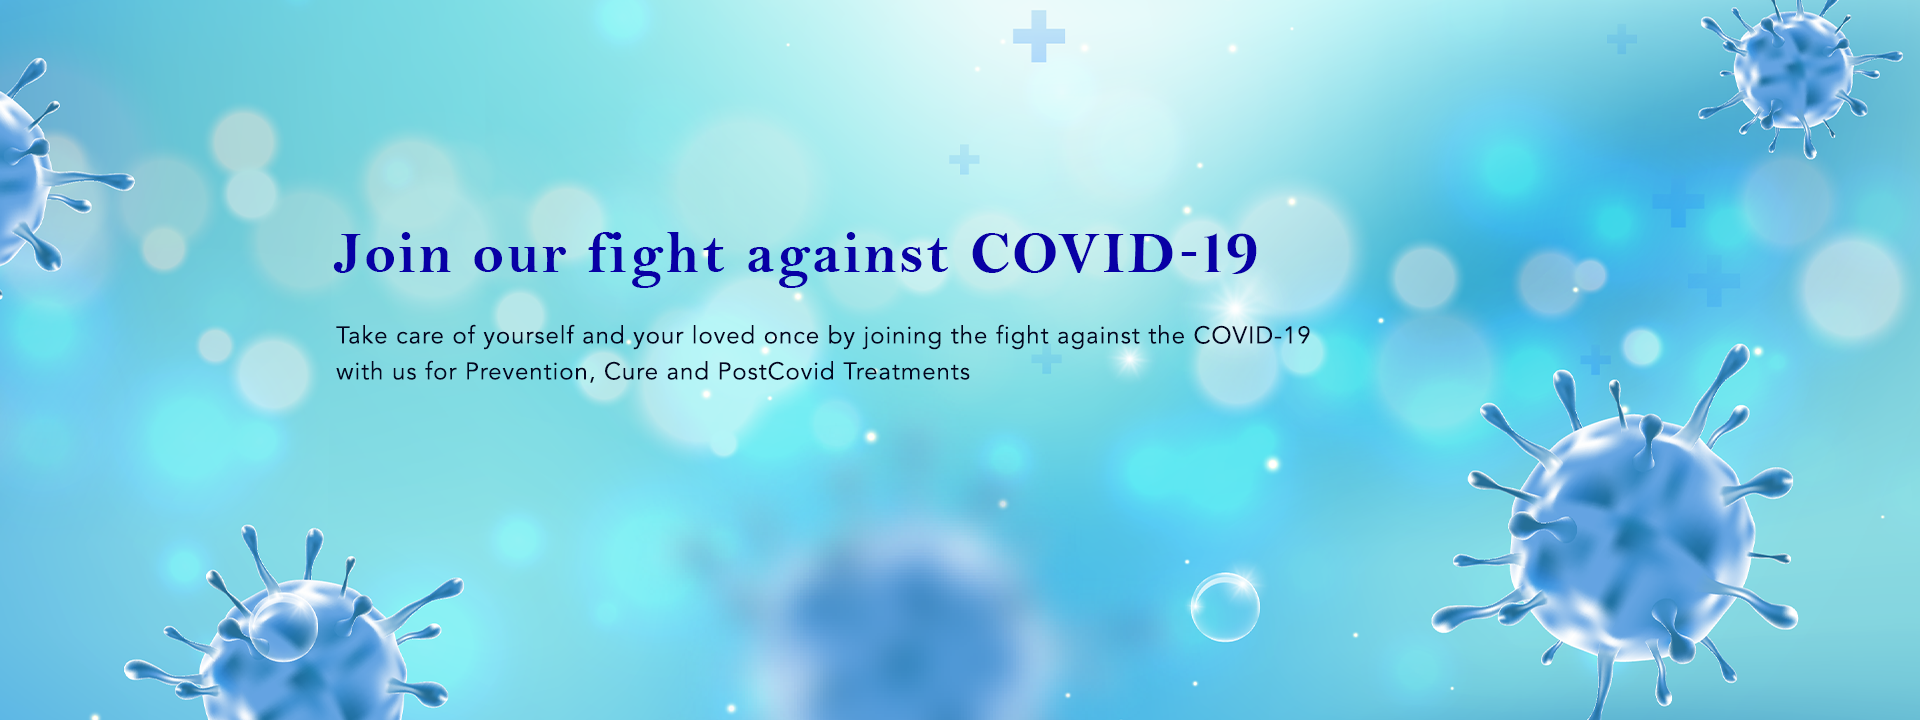 Join our fight against COVID-19
Take care of yourself and your loved once by joining the fight against the COVID-19
with us for Prevention, Cure and PostCovid Treatments